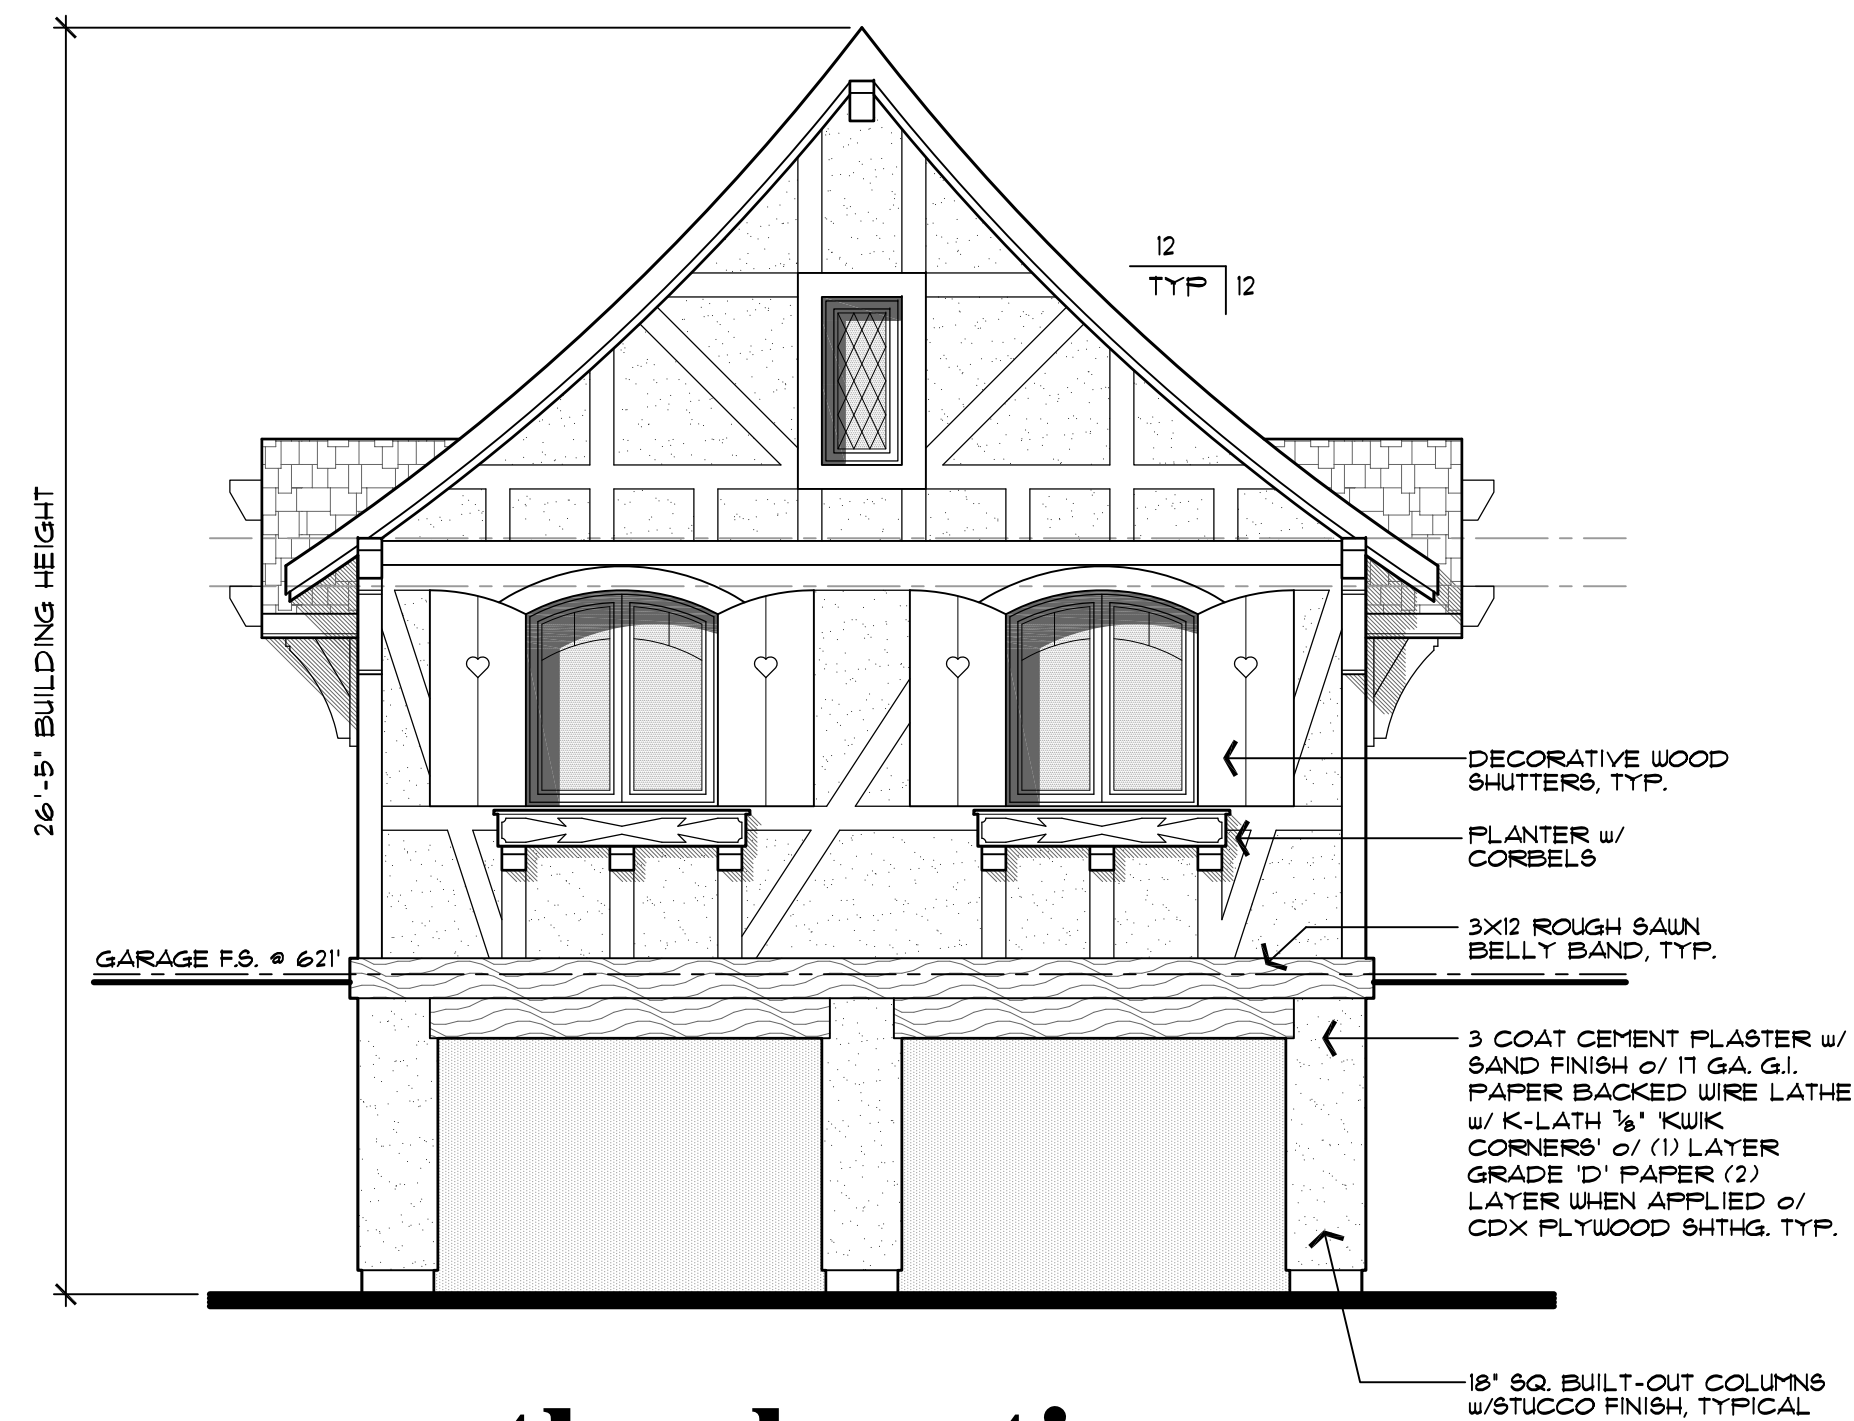 12
TYP 12
26'-5" BUILDING HEIGHT
DECORATIVE WOOD
SHUTTERS, TYP.
PLANTER w/
CORBELS
3X12 ROUGH SAWN
BELLY BAND, TYP.
GARAGE F.S. @ 621'
3 COAT CEMENT PLASTER w/
SAND FINISH o/ 17 GA. G.I.
PAPER BACKED WIRE LATHE
w/ K-LATH 7/8" 'KWIK
CORNERS' o/ (1) LAYER
GRADE 'D' PAPER (2)
LAYER WHEN APPLIED o/
CDX PLYWOOD SHTHG. TYP.
18" SQ. BUILT-OUT COLUMNS
w/STUCCO FINISH, TYPICAL